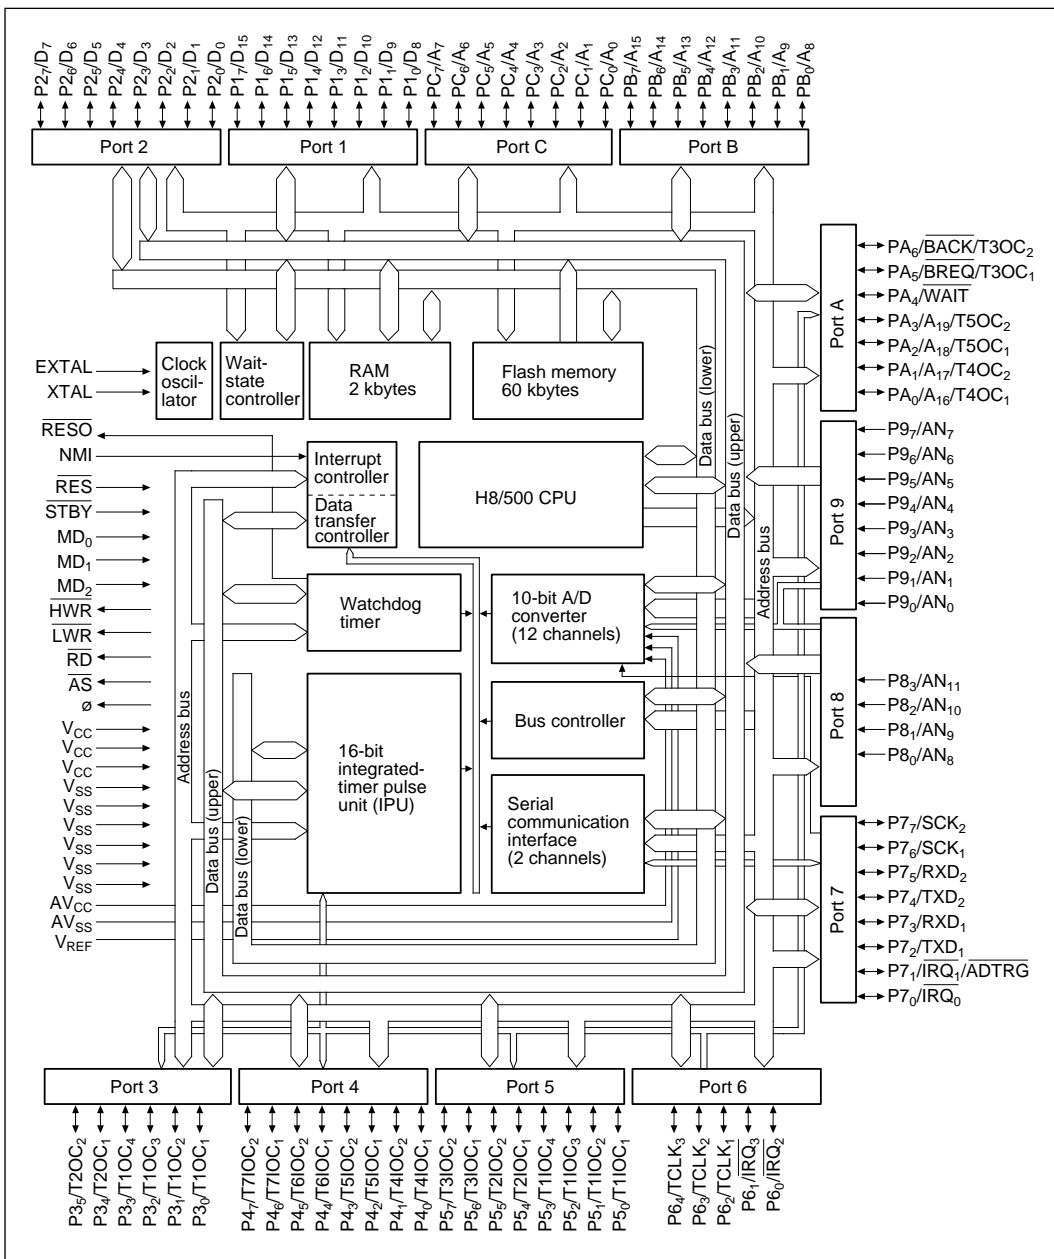 P2₇/D₇
P2₆/D₆
P2₅/D₅
P2₄/D₄
P2₃/D₃
P2₂/D₂
P2₁/D₁
P2₀/D₀
P1₇/D₁₅
P1₆/D₁₄
P1₅/D₁₃
P1₄/D₁₂
P1₃/D₁₁
P1₂/D₁₀
P1₁/D₉
P1₀/D₈
PC₇/A₇
PC₆/A₆
PC₅/A₅
PC₄/A₄
PC₃/A₃
PC₂/A₂
PC₁/A₁
PC₀/A₀
PB₇/A₁₅
PB₆/A₁₄
PB₅/A₁₃
PB₄/A₁₂
PB₃/A₁₁
PB₂/A₁₀
PB₁/A₉
PB₀/A₈
Port 2
Port 1
Port C
Port B
Port A
PA₆/BACK/T3OC₂
PA₅/BREQ/T3OC₁
PA₄/WAIT
PA₃/A₁₉/T5OC₂
PA₂/A₁₈/T5OC₁
PA₁/A₁₇/T4OC₂
PA₀/A₁₆/T4OC₁
EXTAL
XTAL
Clock
oscil-
lator
Wait-
state
controller
RAM
2 kbytes
Flash memory
60 kbytes
Data bus (lower)
Data bus (upper)
Address bus
RESO
NMI
RES
STBY
MD₀
MD₁
MD₂
HWR
LWR
RD
AS
ø
V_CC
V_CC
V_CC
V_SS
V_SS
V_SS
V_SS
V_SS
V_SS
AV_CC
AV_SS
V_REF
Interrupt
controller
Data
transfer
controller
H8/500 CPU
Watchdog
timer
10-bit A/D
converter
(12 channels)
Bus controller
16-bit
integrated-
timer pulse
unit (IPU)
Serial
communication
interface
(2 channels)
Address bus
Data bus (upper)
Data bus (lower)
Port 9
P9₇/AN₇
P9₆/AN₆
P9₅/AN₅
P9₄/AN₄
P9₃/AN₃
P9₂/AN₂
P9₁/AN₁
P9₀/AN₀
Port 8
P8₃/AN₁₁
P8₂/AN₁₀
P8₁/AN₉
P8₀/AN₈
Port 7
P7₇/SCK₂
P7₆/SCK₁
P7₅/RXD₂
P7₄/TXD₂
P7₃/RXD₁
P7₂/TXD₁
P7₁/IRQ₁/ADTRG
P7₀/IRQ₀
Port 3
Port 4
Port 5
Port 6
P3₅/T2OC₂
P3₄/T2OC₁
P3₃/T1OC₄
P3₂/T1OC₃
P3₁/T1OC₂
P3₀/T1OC₁
P4₇/T7IOC₂
P4₆/T7IOC₁
P4₅/T6IOC₂
P4₄/T6IOC₁
P4₃/T5IOC₂
P4₂/T5IOC₁
P4₁/T4IOC₂
P4₀/T4IOC₁
P5₇/T3IOC₂
P5₆/T3IOC₁
P5₅/T2IOC₂
P5₄/T2IOC₁
P5₃/T1IOC₄
P5₂/T1IOC₃
P5₁/T1IOC₂
P5₀/T1IOC₁
P6₄/TCLK₃
P6₃/TCLK₂
P6₂/TCLK₁
P6₁/IRQ₃
P6₀/IRQ₂